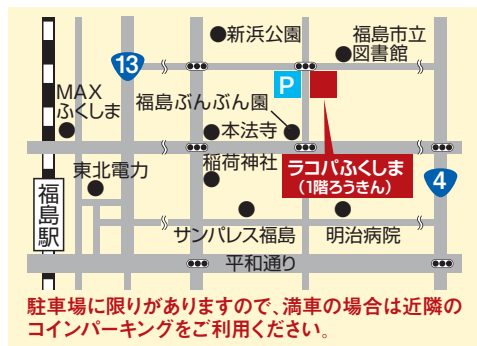 新浜公園
福島市立
図書館
13
P
MAX
ふくしま
福島ぶんぶん園
本法寺
東北電力
稲荷神社
ラコパふくしま
(1階ろうきん)
4
福島駅
サンパレス福島
明治病院
平和通り
駐車場に限りがありますので、満車の場合は近隣の
コインパーキングをご利用ください。